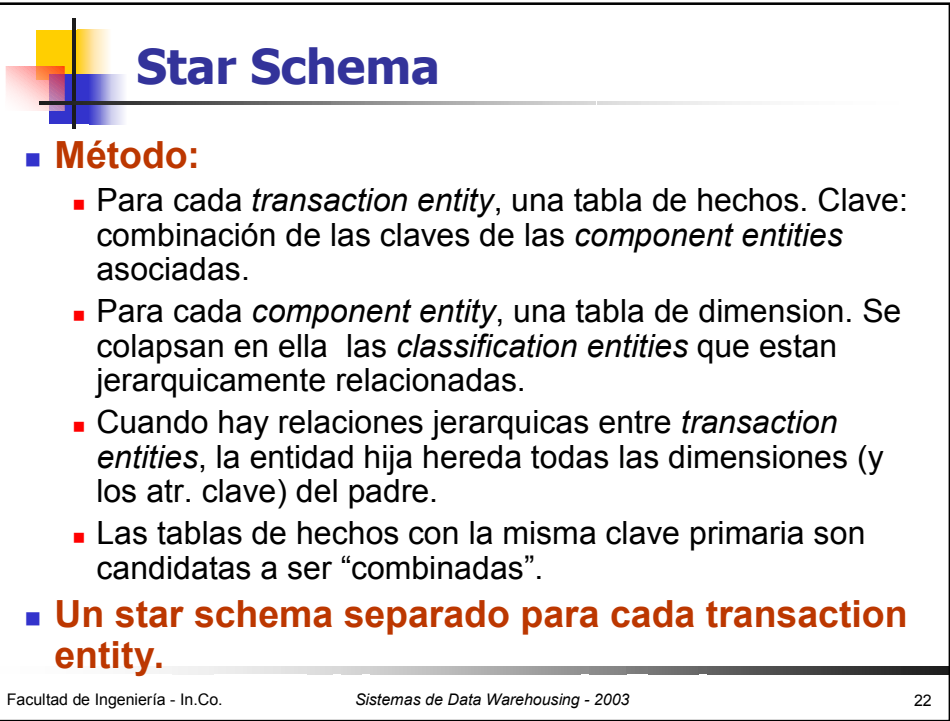 Star Schema
Método:
Para cada transaction entity, una tabla de hechos. Clave:
combinación de las claves de las component entities
asociadas.
Para cada component entity, una tabla de dimension. Se
colapsan en ella las classification entities que estan
jerarquicamente relacionadas.
Cuando hay relaciones jerarquicas entre transaction
entities, la entidad hija hereda todas las dimensiones (y
los atr. clave) del padre.
Las tablas de hechos con la misma clave primaria son
candidatas a ser “combinadas”.
Un star schema separado para cada transaction
entity.
Facultad de Ingeniería - In.Co. Sistemas de Data Warehousing - 2003 22